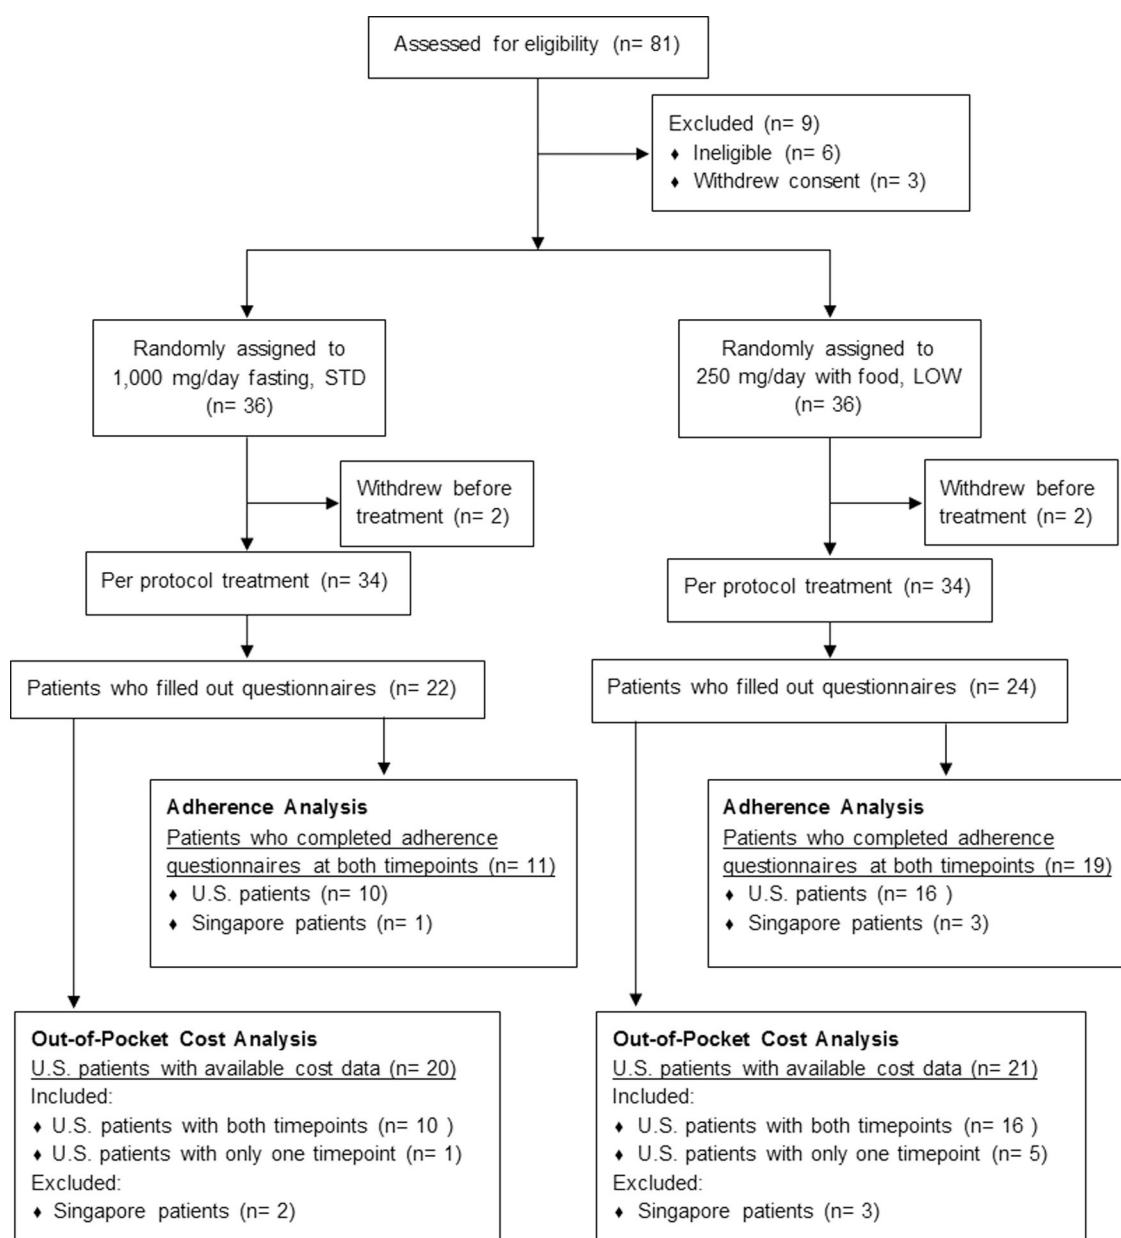 Assessed for eligibility (n= 81)
Excluded (n= 9)
♦ Ineligible (n= 6)
♦ Withdrew consent (n= 3)
Randomly assigned to
1,000 mg/day fasting, STD
(n= 36)
Randomly assigned to
250 mg/day with food, LOW
(n= 36)
Withdrew before
treatment (n= 2)
Withdrew before
treatment (n= 2)
Per protocol treatment (n= 34)
Per protocol treatment (n= 34)
Patients who filled out questionnaires (n= 22)
Patients who filled out questionnaires (n= 24)
Adherence Analysis
Patients who completed adherence
questionnaires at both timepoints (n= 11)
♦ U.S. patients (n= 10)
♦ Singapore patients (n= 1)
Adherence Analysis
Patients who completed adherence
questionnaires at both timepoints (n= 19)
♦ U.S. patients (n= 16 )
♦ Singapore patients (n= 3)
Out-of-Pocket Cost Analysis
U.S. patients with available cost data (n= 20)
Included:
♦ U.S. patients with both timepoints (n= 10 )
♦ U.S. patients with only one timepoint (n= 1)
Excluded:
♦ Singapore patients (n= 2)
Out-of-Pocket Cost Analysis
U.S. patients with available cost data (n= 21)
Included:
♦ U.S. patients with both timepoints (n= 16 )
♦ U.S. patients with only one timepoint (n= 5)
Excluded:
♦ Singapore patients (n= 3)